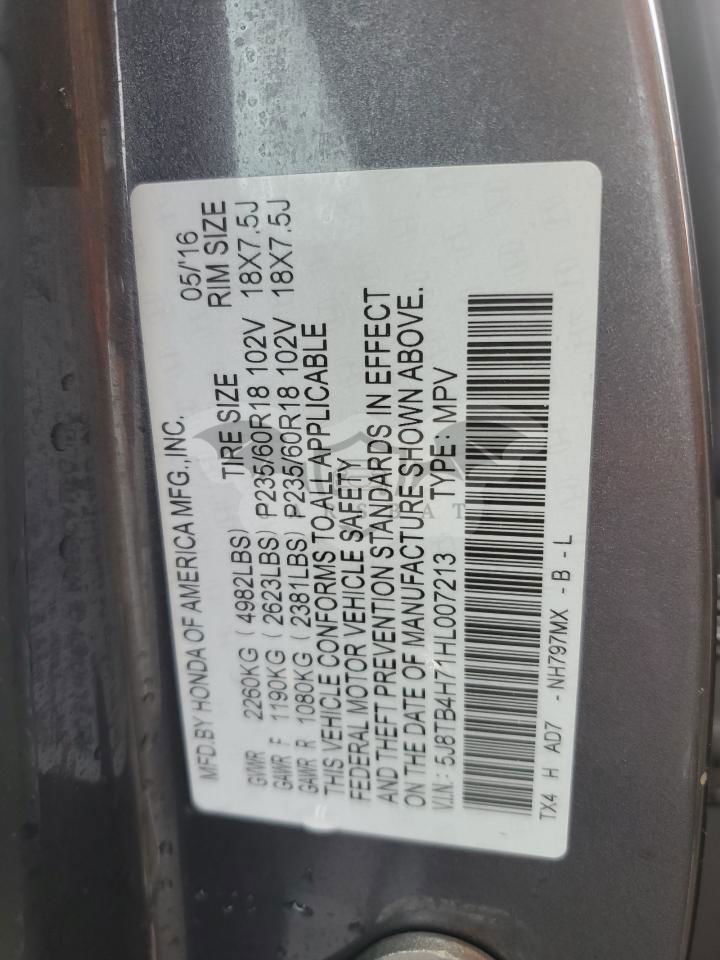 MFD.BY HONDA OF AMERICA MFG.,INC. 05/'16
TIRE SIZE RIM SIZE
GVWR 2260KG ( 4982LBS)
GAWR F 1190KG ( 2623LBS) P235/60R18 102V 18X7.5J
GAWR R 1080KG ( 2381LBS) P235/60R18 102V 18X7.5J
THIS VEHICLE CONFORMS TO ALL APPLICABLE
FEDERAL MOTOR VEHICLE SAFETY
AND THEFT PREVENTION STANDARDS IN EFFECT
ON THE DATE OF MANUFACTURE SHOWN ABOVE.
V.I.N: 5J8TB4H71HL007213 TYPE: MPV
TX4 H AD7 - NH797MX - B - L